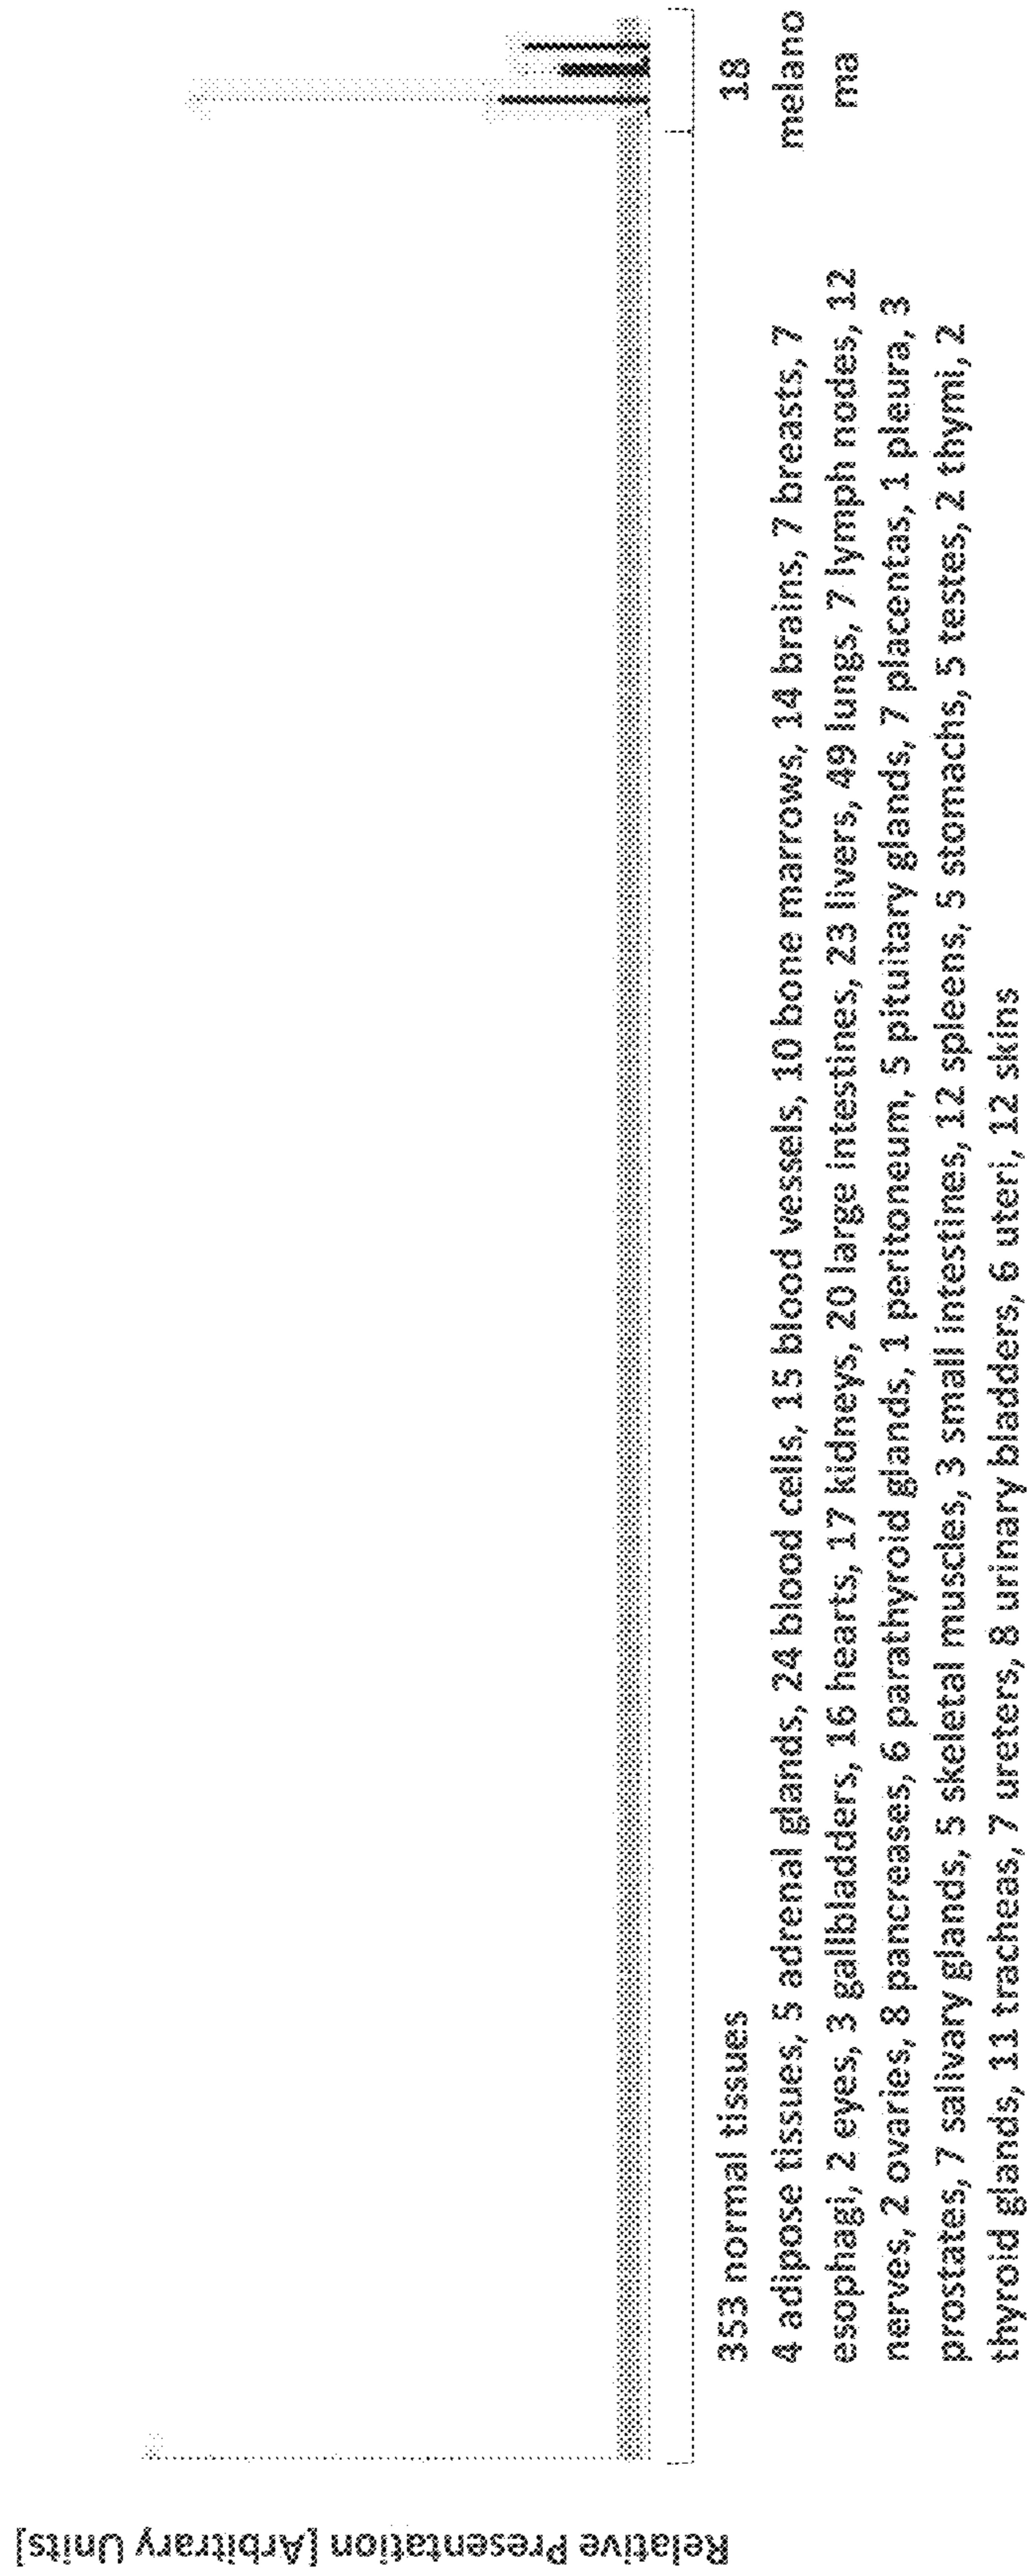 Relative Presentation [Arbitrary Units]
353 normal tissues
4 adipose tissues, 5 adrenal glands, 24 blood cells, 15 blood vessels, 10 bone marrows, 14 brains, 7 breasts, 7
esophagi, 2 eyes, 3 gallbladders, 16 hearts, 17 kidneys, 20 large intestines, 23 livers, 49 lungs, 7 lymph nodes, 12
nerves, 2 ovaries, 8 pancreases, 6 parathyroid glands, 1 peritoneum, 5 pituitary glands, 7 placentas, 1 pleura, 3
prostates, 7 salivary glands, 5 skeletal muscles, 3 small intestines, 12 spleens, 5 stomachs, 5 testes, 2 thymi, 2
thyroid glands, 11 tracheas, 7 ureters, 8 urinary bladders, 6 uteri, 12 skins
18
melano
ma